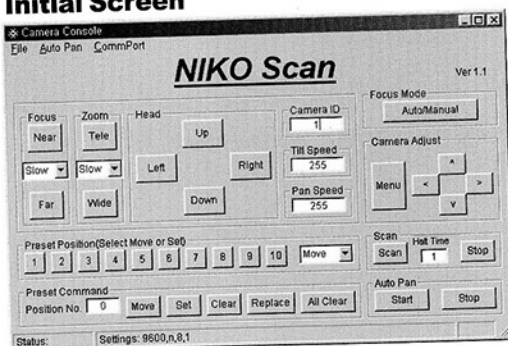 Initial Screen
Camera Console
File Auto Pan CommPort
NIKO Scan
Ver 1.1
Focus
Near
Slow
Far
Zoom
Tele
Slow
Wide
Head
Up
Left
Right
Down
Camera ID
1
Tilt Speed
255
Pan Speed
255
Focus Mode
Auto/Manual
Camera Adjust
Menu
^
< >
v
Preset Position(Select Move or Set)
1 2 3 4 5 6 7 8 9 10 Move
Scan
Scan
Halt Time
1
Stop
Preset Command
Position No. 0 Move Set Clear Replace All Clear
Auto Pan
Start Stop
Status: Settings: 9600,n,8,1